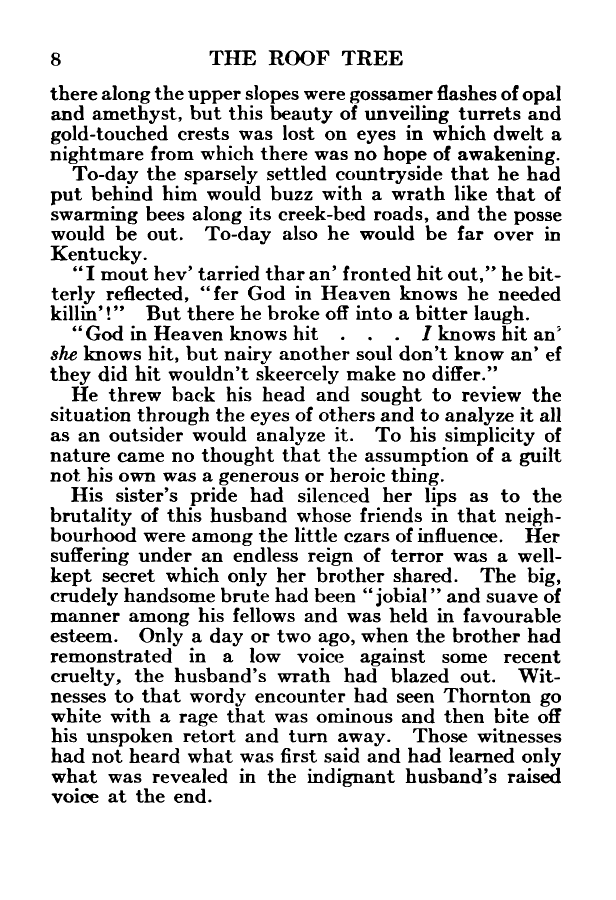 8 THE ROOF TREE
there along the upper slopes were gossamer flashes of opal
and amethyst, but this beauty of unveiling turrets and
gold-touched crests was lost on eyes in which dwelt a
nightmare from which there was no hope of awakening.
To-day the sparsely settled countryside that he had
put behind him would buzz with a wrath like that of
swarming bees along its creek-bed roads, and the posse
would be out. To-day also he would be far over in
Kentucky.
"I mout hev' tarried thar an' fronted hit out," he bit-
terly reflected, "fer God in Heaven knows he needed
killin'!" But there he broke off into a bitter laugh.
"God in Heaven knows hit . . . I knows hit an'
she knows hit, but nairy another soul don't know an' ef
they did hit wouldn't skeercely make no differ."
He threw back his head and sought to review the
situation through the eyes of others and to analyze it all
as an outsider would analyze it. To his simplicity of
nature came no thought that the assumption of a guilt
not his own was a generous or heroic thing.
His sister's pride had silenced her lips as to the
brutality of this husband whose friends in that neigh-
bourhood were among the little czars of influence. Her
suffering under an endless reign of terror was a well-
kept secret which only her brother shared. The big,
crudely handsome brute had been "jobial" and suave of
manner among his fellows and was held in favourable
esteem. Only a day or two ago, when the brother had
remonstrated in a low voice against some recent
cruelty, the husband's wrath had blazed out. Wit-
nesses to that wordy encounter had seen Thornton go
white with a rage that was ominous and then bite off
his unspoken retort and turn away. Those witnesses
had not heard what was first said and had learned only
what was revealed in the indignant husband's raised
voice at the end.